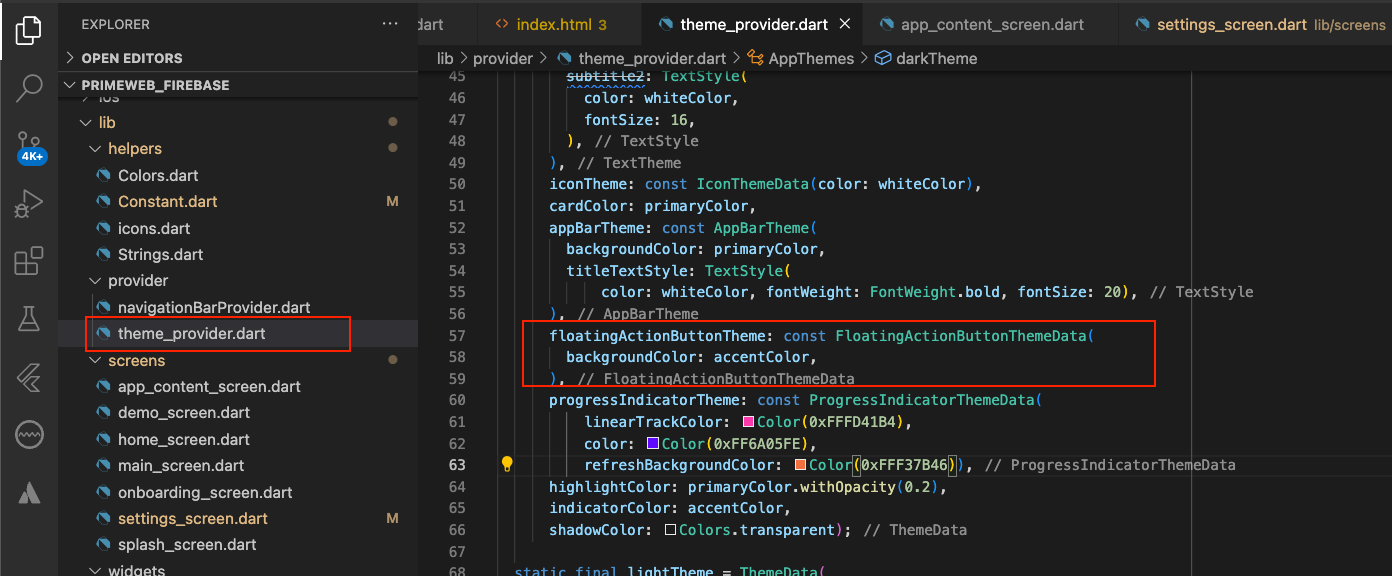 EXPLORER ···
OPEN EDITORS
PRIMEWEB_FIREBASE
ios
lib
helpers
Colors.dart
Constant.dart M
icons.dart
Strings.dart
provider
navigationBarProvider.dart
theme_provider.dart
screens
app_content_screen.dart
demo_screen.dart
home_screen.dart
main_screen.dart
onboarding_screen.dart
settings_screen.dart M
splash_screen.dart
widgets
4K+
dart <> index.html 3 theme_provider.dart × app_content_screen.dart settings_screen.dart lib/screens
lib > provider > theme_provider.dart > AppThemes > darkTheme
45 subtitle2: TextStyle(
46 color: whiteColor,
47 fontSize: 16,
48 ), // TextStyle
49 ), // TextTheme
50 iconTheme: const IconThemeData(color: whiteColor),
51 cardColor: primaryColor,
52 appBarTheme: const AppBarTheme(
53 backgroundColor: primaryColor,
54 titleTextStyle: TextStyle(
55 color: whiteColor, fontWeight: FontWeight.bold, fontSize: 20), // TextStyle
56 ), // AppBarTheme
57 floatingActionButtonTheme: const FloatingActionButtonThemeData(
58 backgroundColor: accentColor,
59 ), // FloatingActionButtonThemeData
60 progressIndicatorTheme: const ProgressIndicatorThemeData(
61 linearTrackColor: Color(0xFFFD41B4),
62 color: Color(0xFF6A05FE),
63 refreshBackgroundColor: Color(0xFFF37B46)), // ProgressIndicatorThemeData
64 highlightColor: primaryColor.withOpacity(0.2),
65 indicatorColor: accentColor,
66 shadowColor: Colors.transparent); // ThemeData
67
68 static final lightTheme = ThemeData(